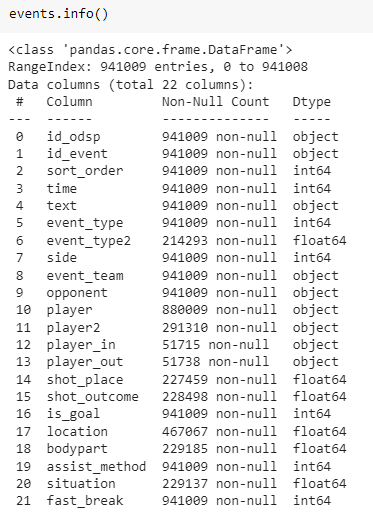 events.info()
<class 'pandas.core.frame.DataFrame'>
RangeIndex: 941009 entries, 0 to 941008
Data columns (total 22 columns):
 #   Column         Non-Null Count   Dtype
---  ------         --------------   -----
 0   id_odsp        941009 non-null  object
 1   id_event       941009 non-null  object
 2   sort_order     941009 non-null  int64
 3   time           941009 non-null  int64
 4   text           941009 non-null  object
 5   event_type     941009 non-null  int64
 6   event_type2    214293 non-null  float64
 7   side           941009 non-null  int64
 8   event_team     941009 non-null  object
 9   opponent       941009 non-null  object
 10  player         880009 non-null  object
 11  player2        291310 non-null  object
 12  player_in      51715 non-null   object
 13  player_out     51738 non-null   object
 14  shot_place     227459 non-null  float64
 15  shot_outcome   228498 non-null  float64
 16  is_goal        941009 non-null  int64
 17  location       467067 non-null  float64
 18  bodypart       229185 non-null  float64
 19  assist_method  941009 non-null  int64
 20  situation      229137 non-null  float64
 21  fast_break     941009 non-null  int64